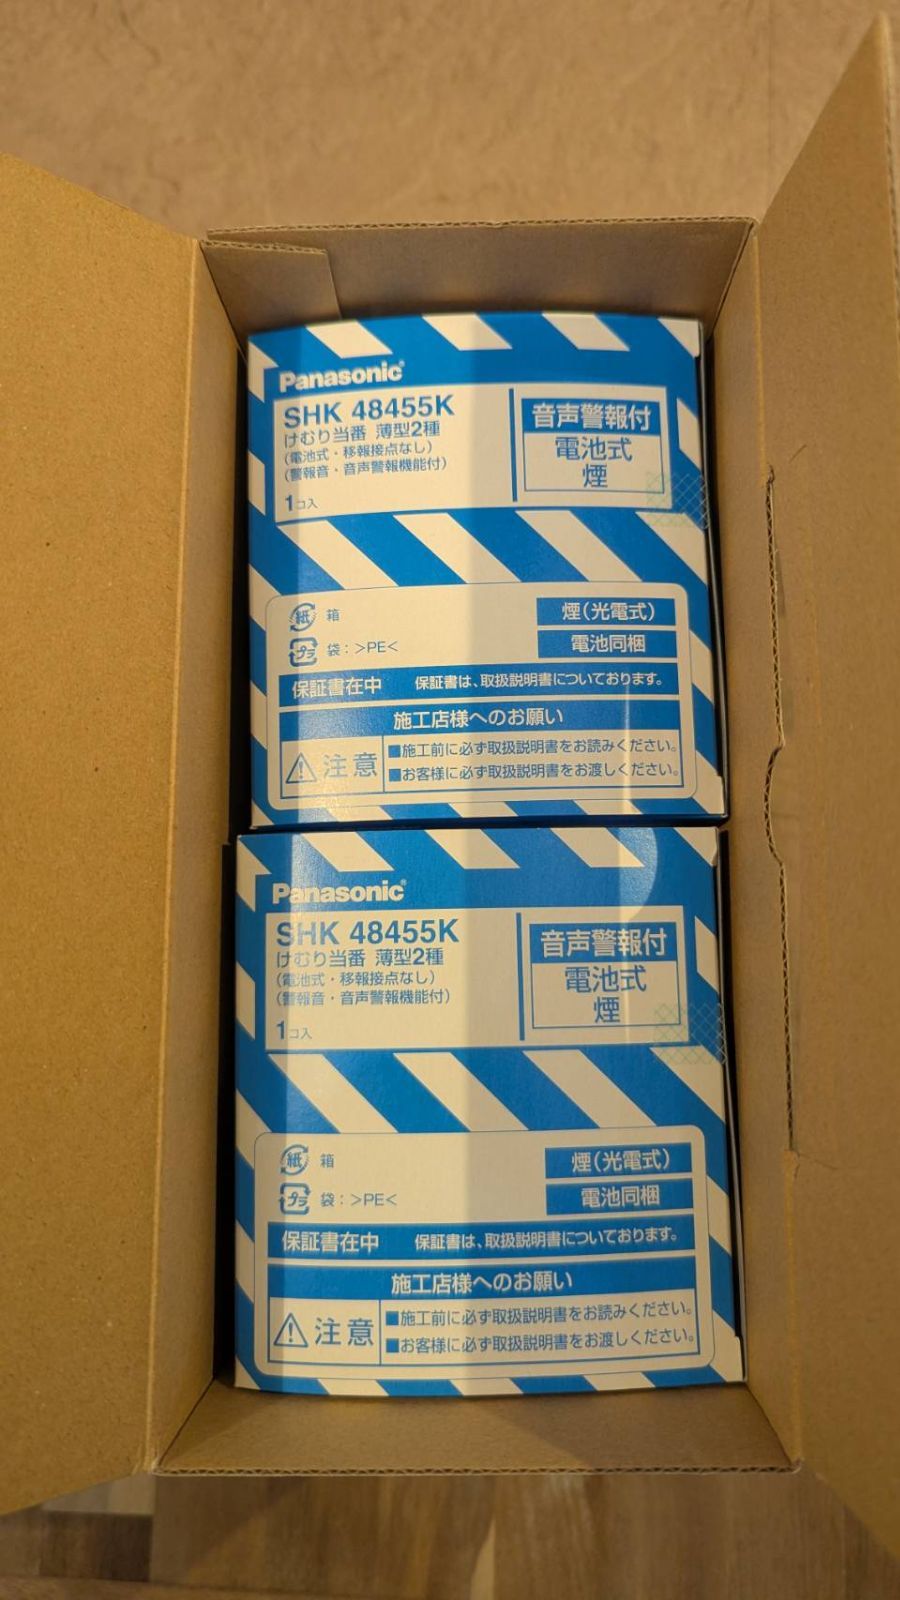 Panasonic
SHK 48455K
けむり当番 薄型2種
(電池式・移報接点なし)
(警報音・音声警報機能付)
1コ入
音声警報付
電池式
煙
紙 箱
プラ 袋:>PE<
煙(光電式)
電池同梱
保証書在中 保証書は、取扱説明書についております。
施工店様へのお願い
注意
■施工前に必ず取扱説明書をお読みください。
■お客様に必ず取扱説明書をお渡しください。
Panasonic
SHK 48455K
けむり当番 薄型2種
(電池式・移報接点なし)
(警報音・音声警報機能付)
1コ入
音声警報付
電池式
煙
紙 箱
プラ 袋:>PE<
煙(光電式)
電池同梱
保証書在中 保証書は、取扱説明書についております。
施工店様へのお願い
注意
■施工前に必ず取扱説明書をお読みください。
■お客様に必ず取扱説明書をお渡しください。